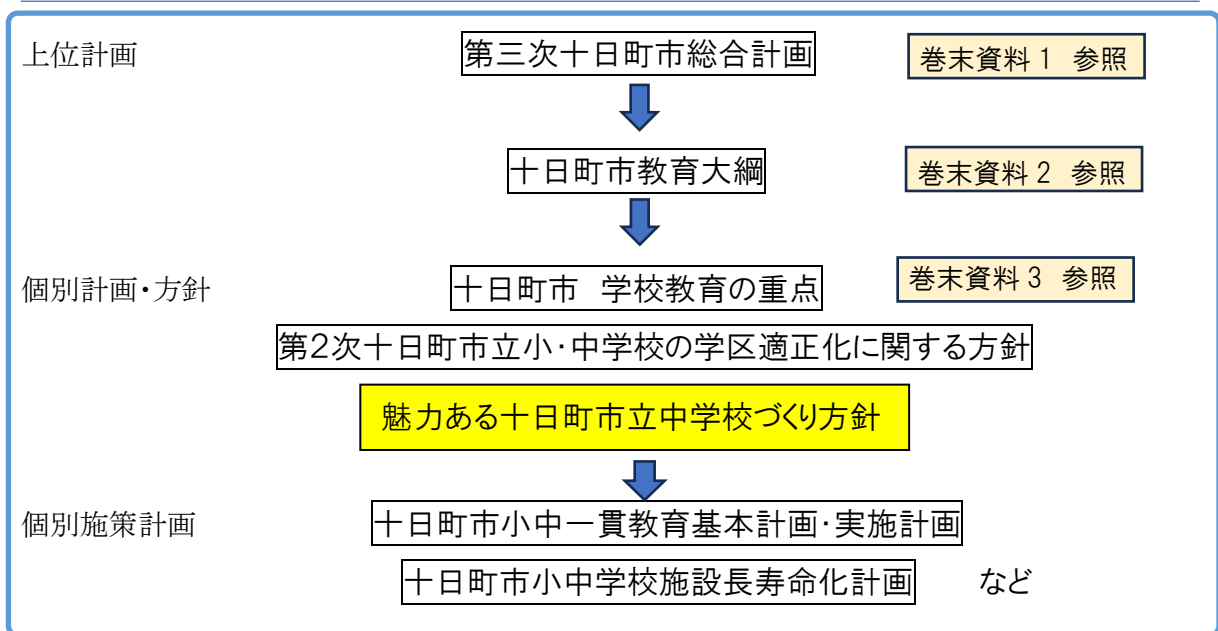 上位計画 第三次十日町市総合計画 巻末資料1 参照
十日町市教育大綱 巻末資料2 参照
個別計画・方針 十日町市 学校教育の重点 巻末資料3 参照
第2次十日町市立小・中学校の学区適正化に関する方針
魅力ある十日町市立中学校づくり方針
個別施策計画 十日町市小中一貫教育基本計画・実施計画
十日町市小中学校施設長寿命化計画 など